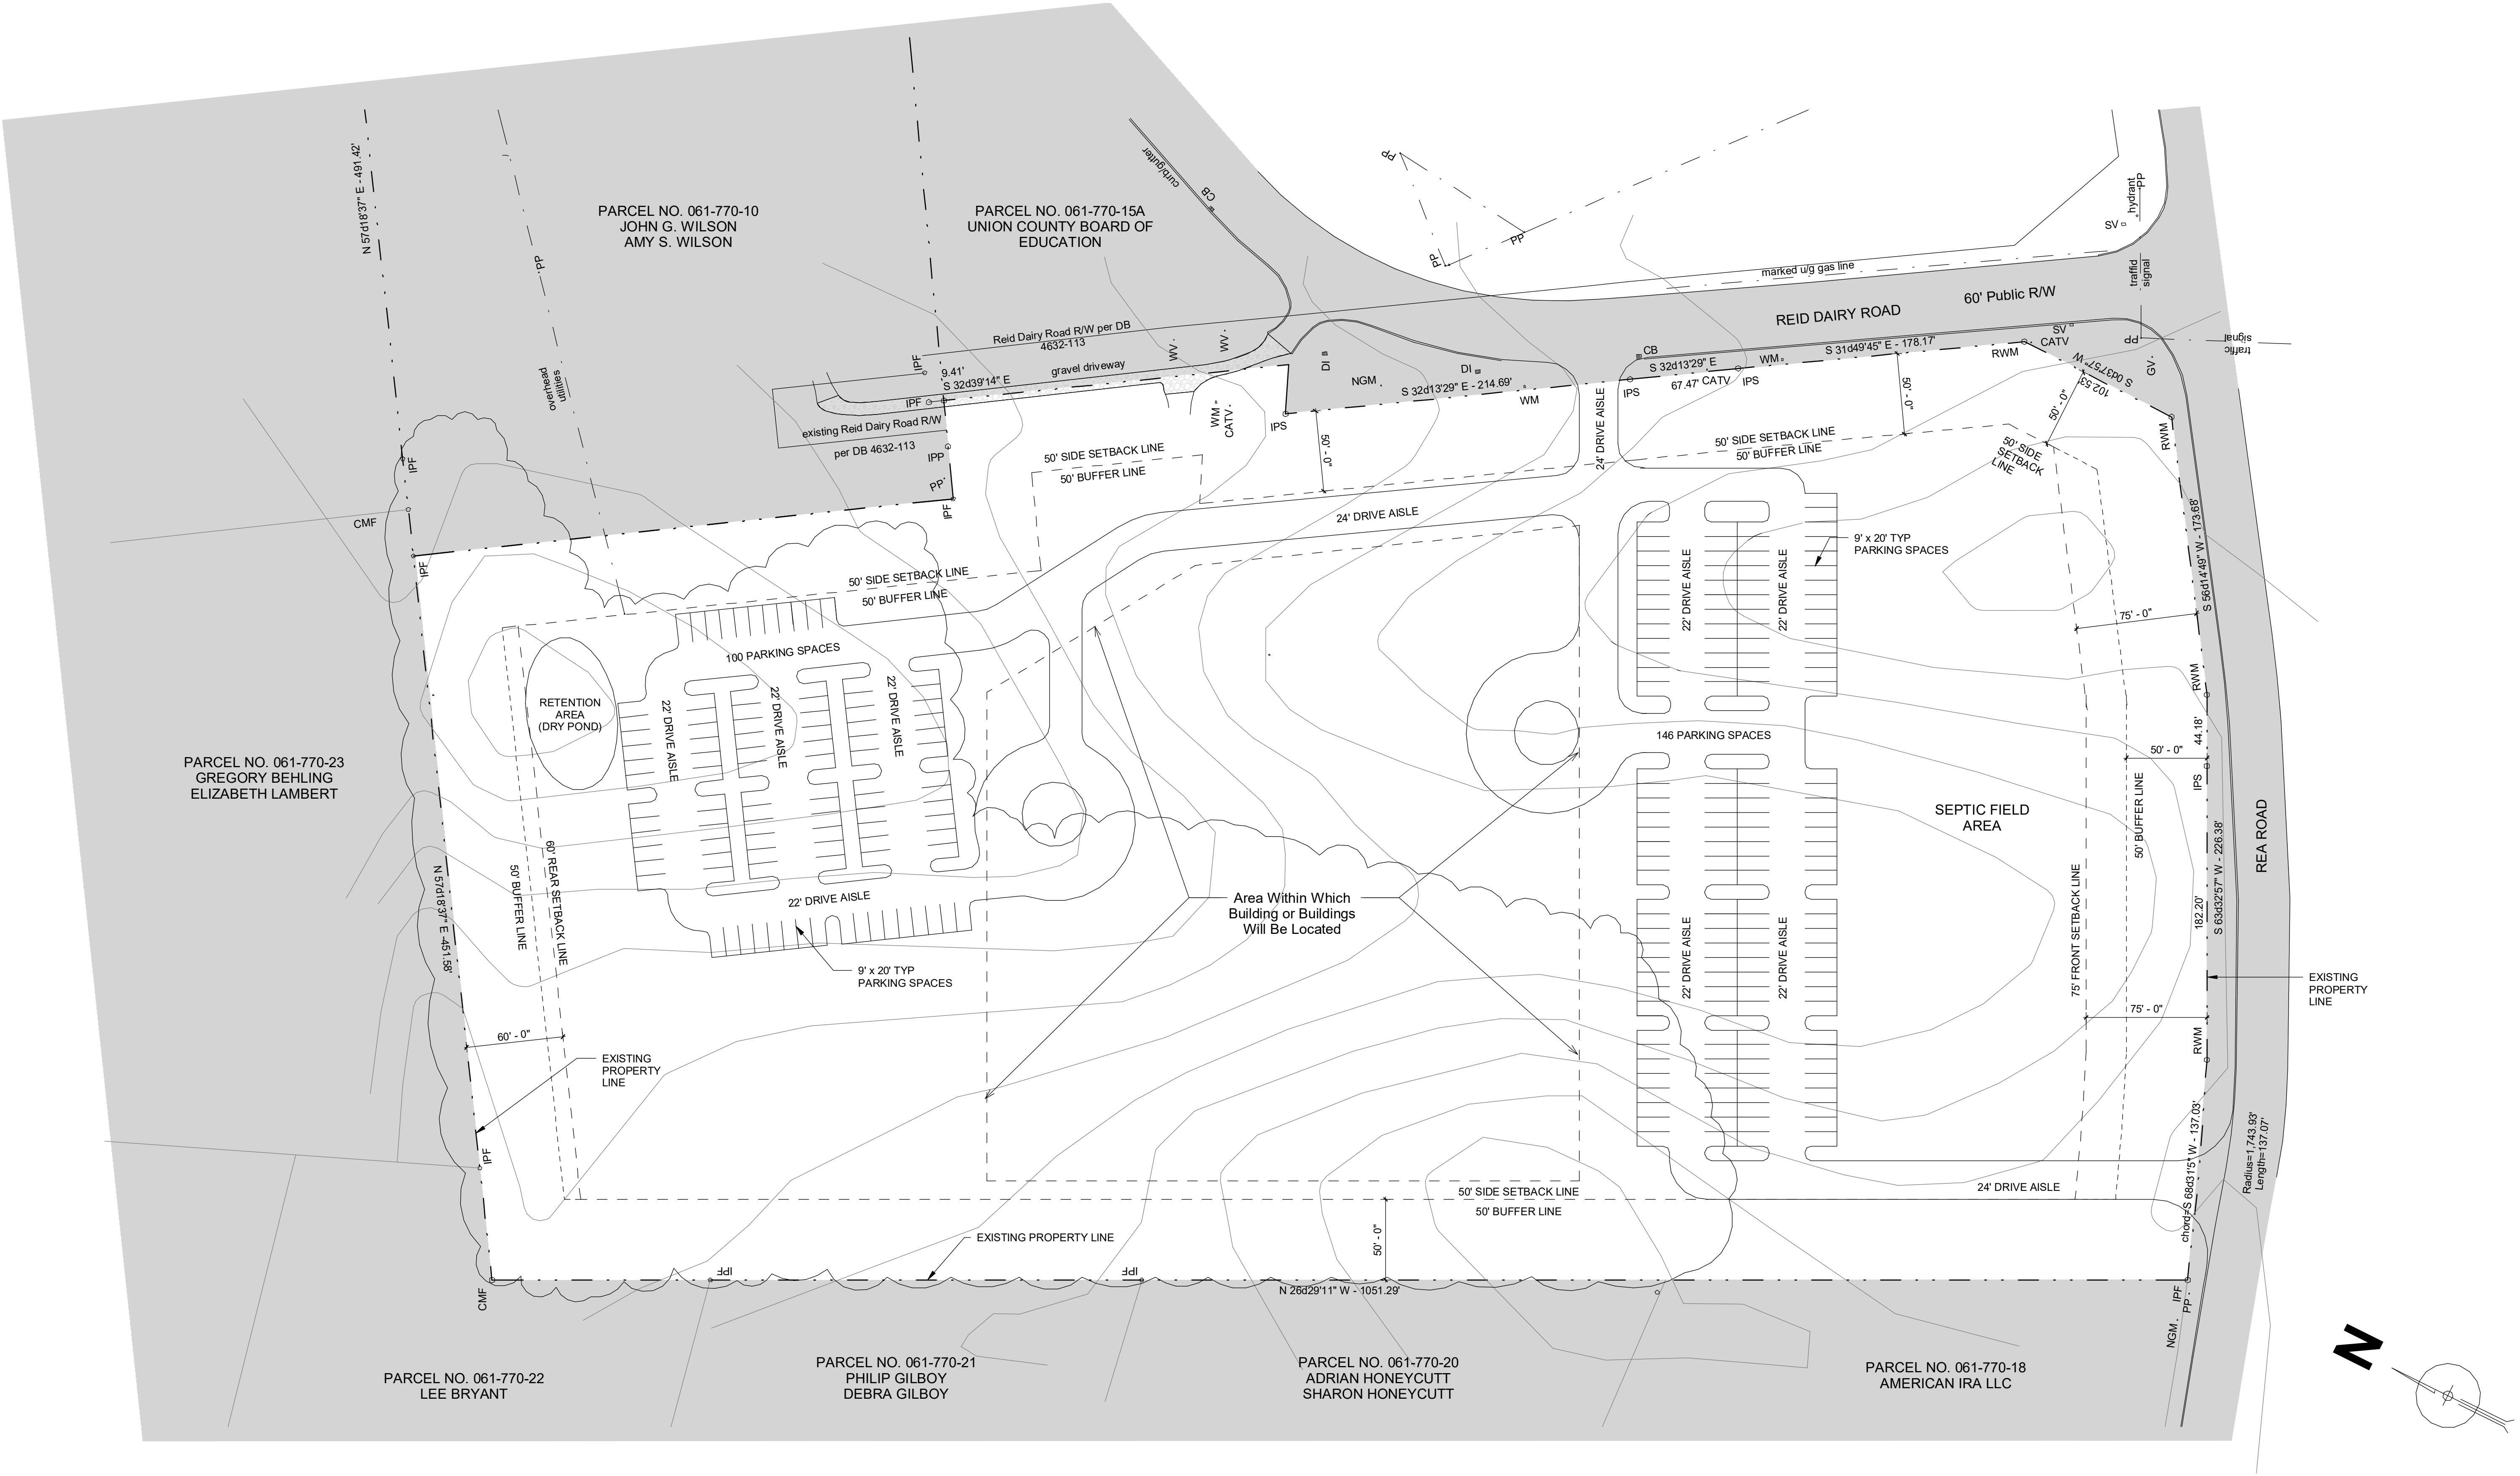 N 57d18'37" E - 491.42'
PP
overhead
utilities
PARCEL NO. 061-770-10
JOHN G. WILSON
AMY S. WILSON
PARCEL NO. 061-770-15A
UNION COUNTY BOARD OF
EDUCATION
curb/gutter
CB
PP
PP
PP
marked u/g gas line
hydrant
PP
SV
traffid
signal
REID DAIRY ROAD
60' Public R/W
SV
CATV
PP
traffic
signal
GV
RWM
S 0d37'57" W
102.53
RWM
Reid Dairy Road R/W per DB
4632-113
IPF
9.41'
S 32d39'14" E
gravel driveway
WV
WV
IPF
existing Reid Dairy Road R/W
per DB 4632-113
IPP
PP
IPF
WM
CATV
IPS
DI
NGM
DI
S 32d13'29" E - 214.69'
WM
24' DRIVE AISLE
CB
S 32d13'29" E
67.47' CATV
IPS
IPS
WM
S 31d49'45" E - 178.17'
50' - 0"
50' - 0"
50' - 0"
50' SIDE SETBACK LINE
50' BUFFER LINE
50' SIDE SETBACK LINE
50' BUFFER LINE
50' SIDE
SETBACK
LINE
IPF
CMF
IPF
24' DRIVE AISLE
50' SIDE SETBACK LINE
50' BUFFER LINE
22' DRIVE AISLE
22' DRIVE AISLE
9' x 20' TYP
PARKING SPACES
S 56d14'49" W - 173.68'
75' - 0"
RWM
100 PARKING SPACES
RETENTION
AREA
(DRY POND)
22' DRIVE AISLE
22' DRIVE AISLE
22' DRIVE AISLE
146 PARKING SPACES
44.18'
50' - 0"
IPS
PARCEL NO. 061-770-23
GREGORY BEHLING
ELIZABETH LAMBERT
SEPTIC FIELD
AREA
50' BUFFER LINE
REA ROAD
N 57d18'37" E -451.58'
50' BUFFER LINE
60' REAR SETBACK LINE
22' DRIVE AISLE
Area Within Which
Building or Buildings
Will Be Located
22' DRIVE AISLE
22' DRIVE AISLE
75' FRONT SETBACK LINE
182.20'
S 63d32'57" W - 226.38'
9' x 20' TYP
PARKING SPACES
EXISTING
PROPERTY
LINE
75' - 0"
RWM
60' - 0"
EXISTING
PROPERTY
LINE
IPF
chord=S 68d31'5" W - 137.03'
Radius=1,743.93'
Length=137.07'
24' DRIVE AISLE
50' SIDE SETBACK LINE
50' BUFFER LINE
50' - 0"
EXISTING PROPERTY LINE
IPF
IPF
CMF
N 26d29'11" W - 1051.29'
IPF
PP
NGM
PARCEL NO. 061-770-22
LEE BRYANT
PARCEL NO. 061-770-21
PHILIP GILBOY
DEBRA GILBOY
PARCEL NO. 061-770-20
ADRIAN HONEYCUTT
SHARON HONEYCUTT
PARCEL NO. 061-770-18
AMERICAN IRA LLC
N